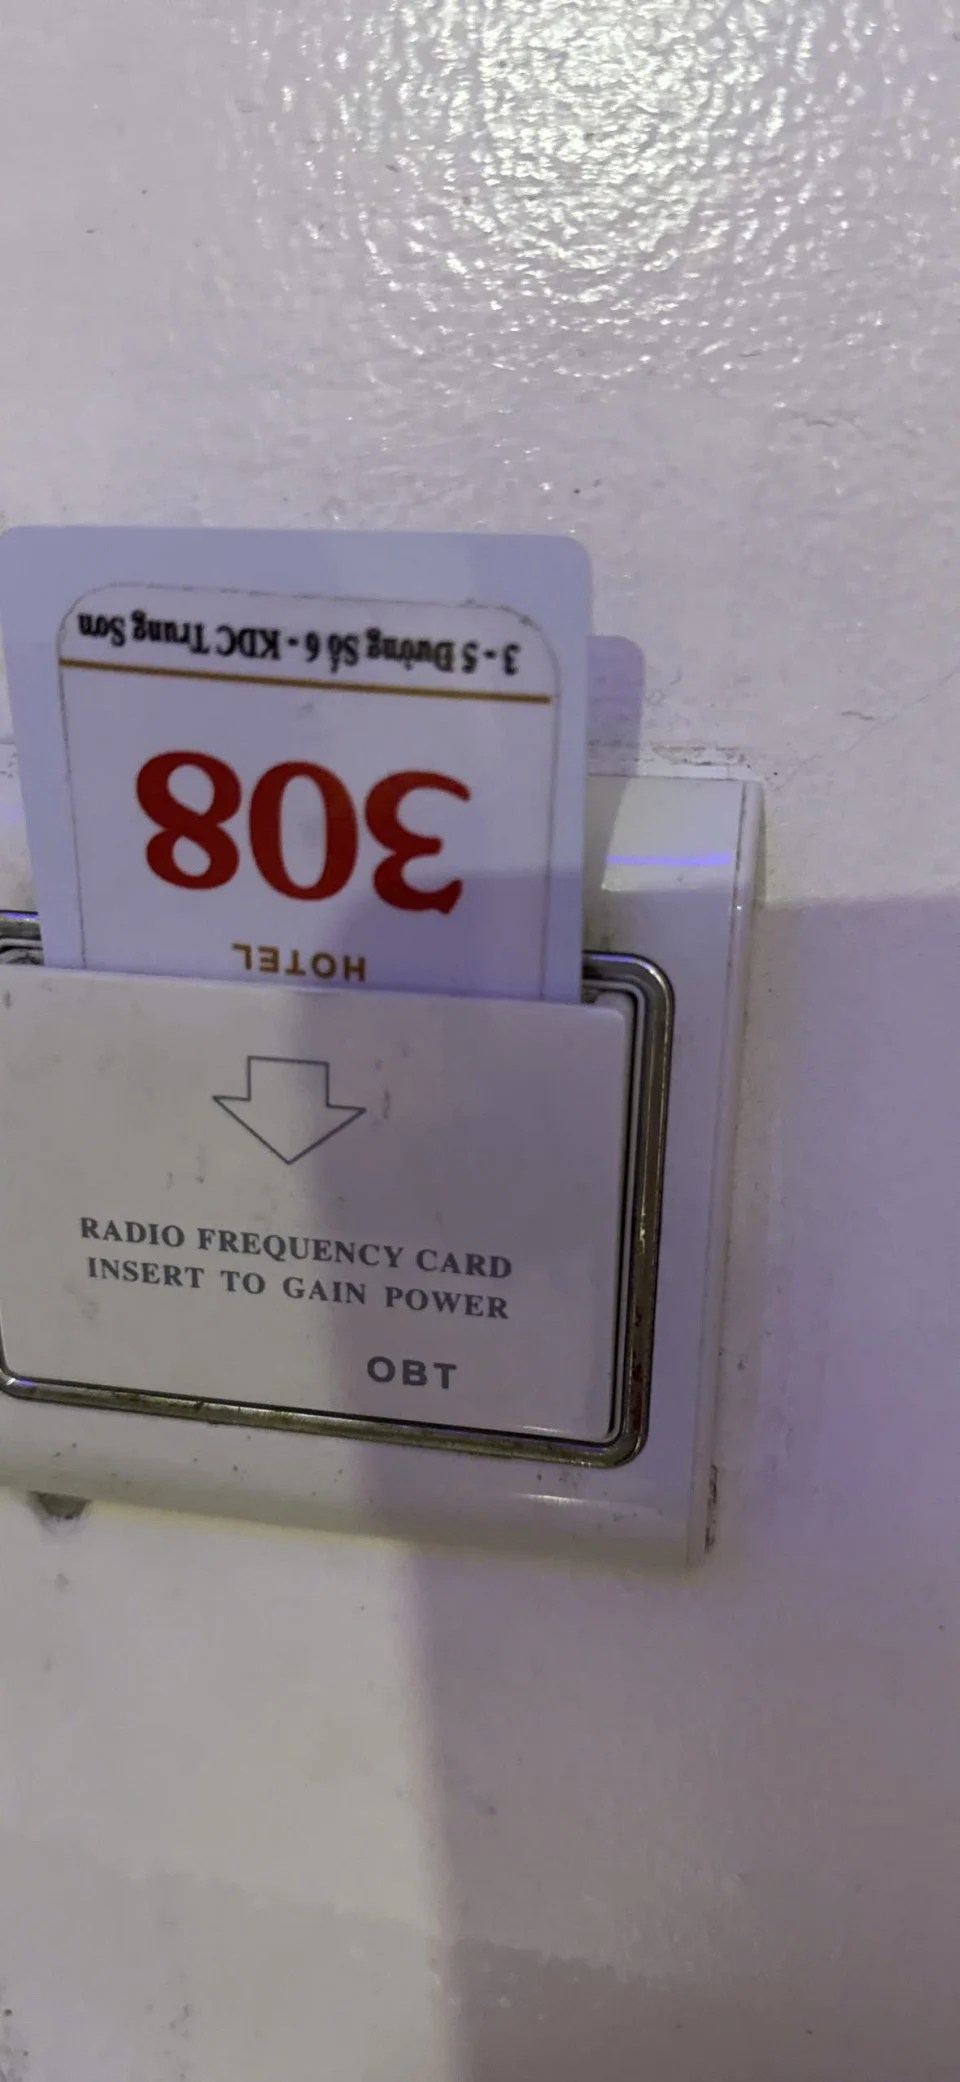 HOTEL
308
3 - 5 Đường Số 6 - KDC Trung Sơn
RADIO FREQUENCY CARD
INSERT TO GAIN POWER
OBT